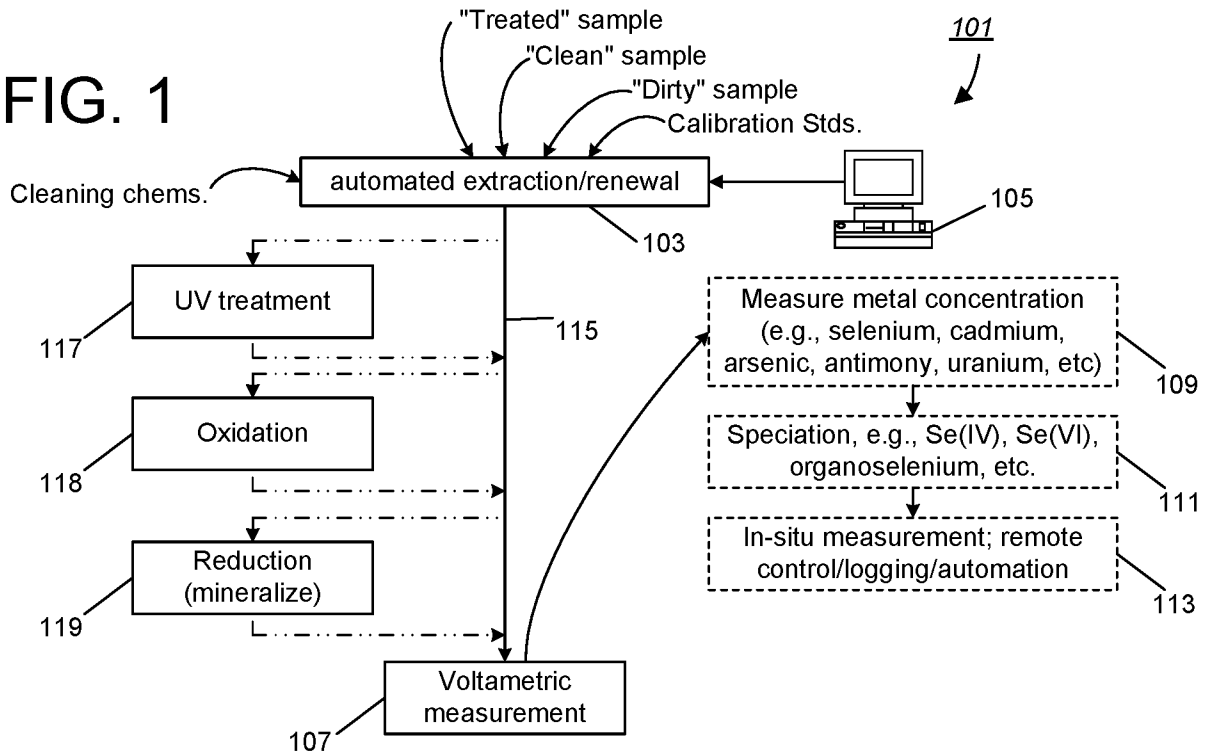 FIG. 1
"Treated" sample
"Clean" sample
"Dirty" sample
Calibration Stds.
101
Cleaning chems.
automated extraction/renewal
103
105
UV treatment
117
115
Oxidation
118
Reduction
(mineralize)
119
Voltametric
measurement
107
Measure metal concentration
(e.g., selenium, cadmium,
arsenic, antimony, uranium, etc)
109
Speciation, e.g., Se(IV), Se(VI),
organoselenium, etc.
111
In-situ measurement; remote
control/logging/automation
113